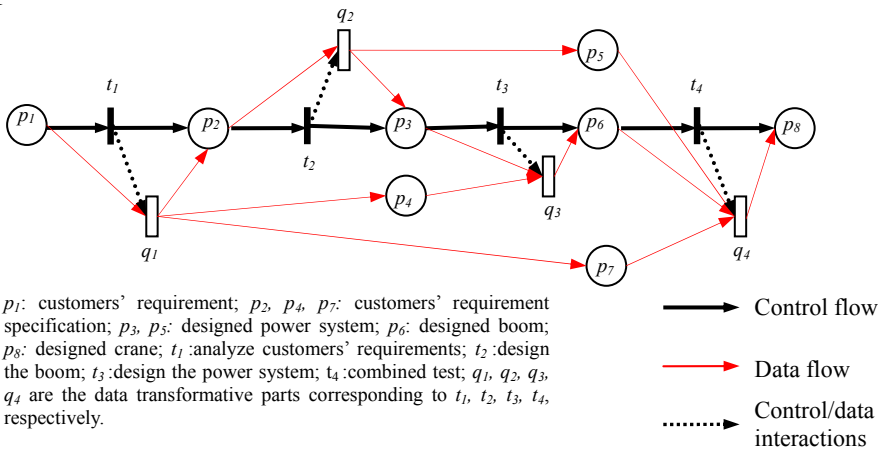 q2
p5
t1
t3
t4
p1
p2
p3
p6
p8
t2
p4
q3
q1
q4
p7
p1: customers’ requirement; p2, p4, p7: customers’ requirement
specification; p3, p5: designed power system; p6: designed boom;
p8: designed crane; t1 :analyze customers’ requirements; t2 :design
the boom; t3 :design the power system; t4 :combined test; q1, q2, q3,
q4 are the data transformative parts corresponding to t1, t2, t3, t4,
respectively.
Control flow
Data flow
Control/data
interactions